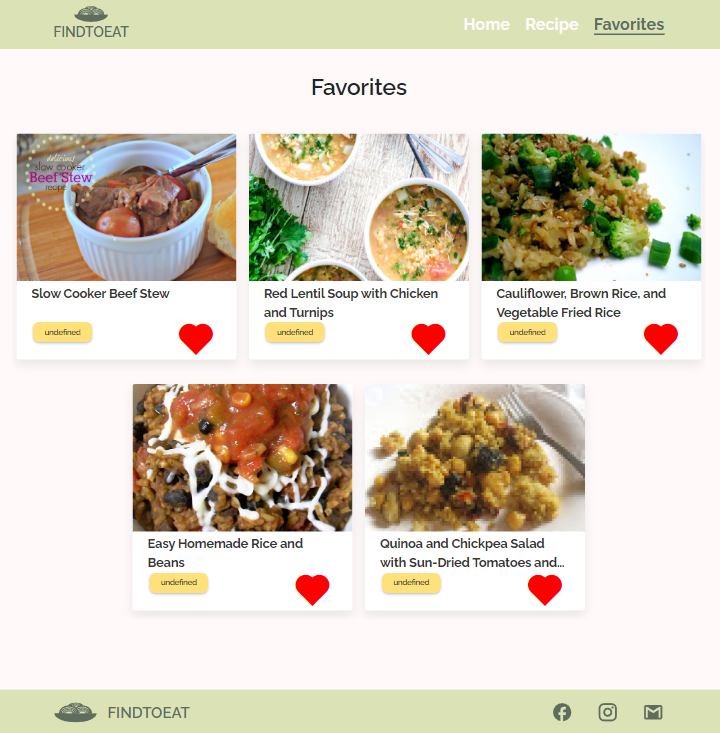 FINDTOEAT
Home Recipe Favorites
Favorites
delicious
slow cooker
Beef Stew
recipe
Slow Cooker Beef Stew
undefined
Red Lentil Soup with Chicken
and Turnips
undefined
Cauliflower, Brown Rice, and
Vegetable Fried Rice
undefined
Easy Homemade Rice and
Beans
undefined
Quinoa and Chickpea Salad
with Sun-Dried Tomatoes and...
undefined
FINDTOEAT